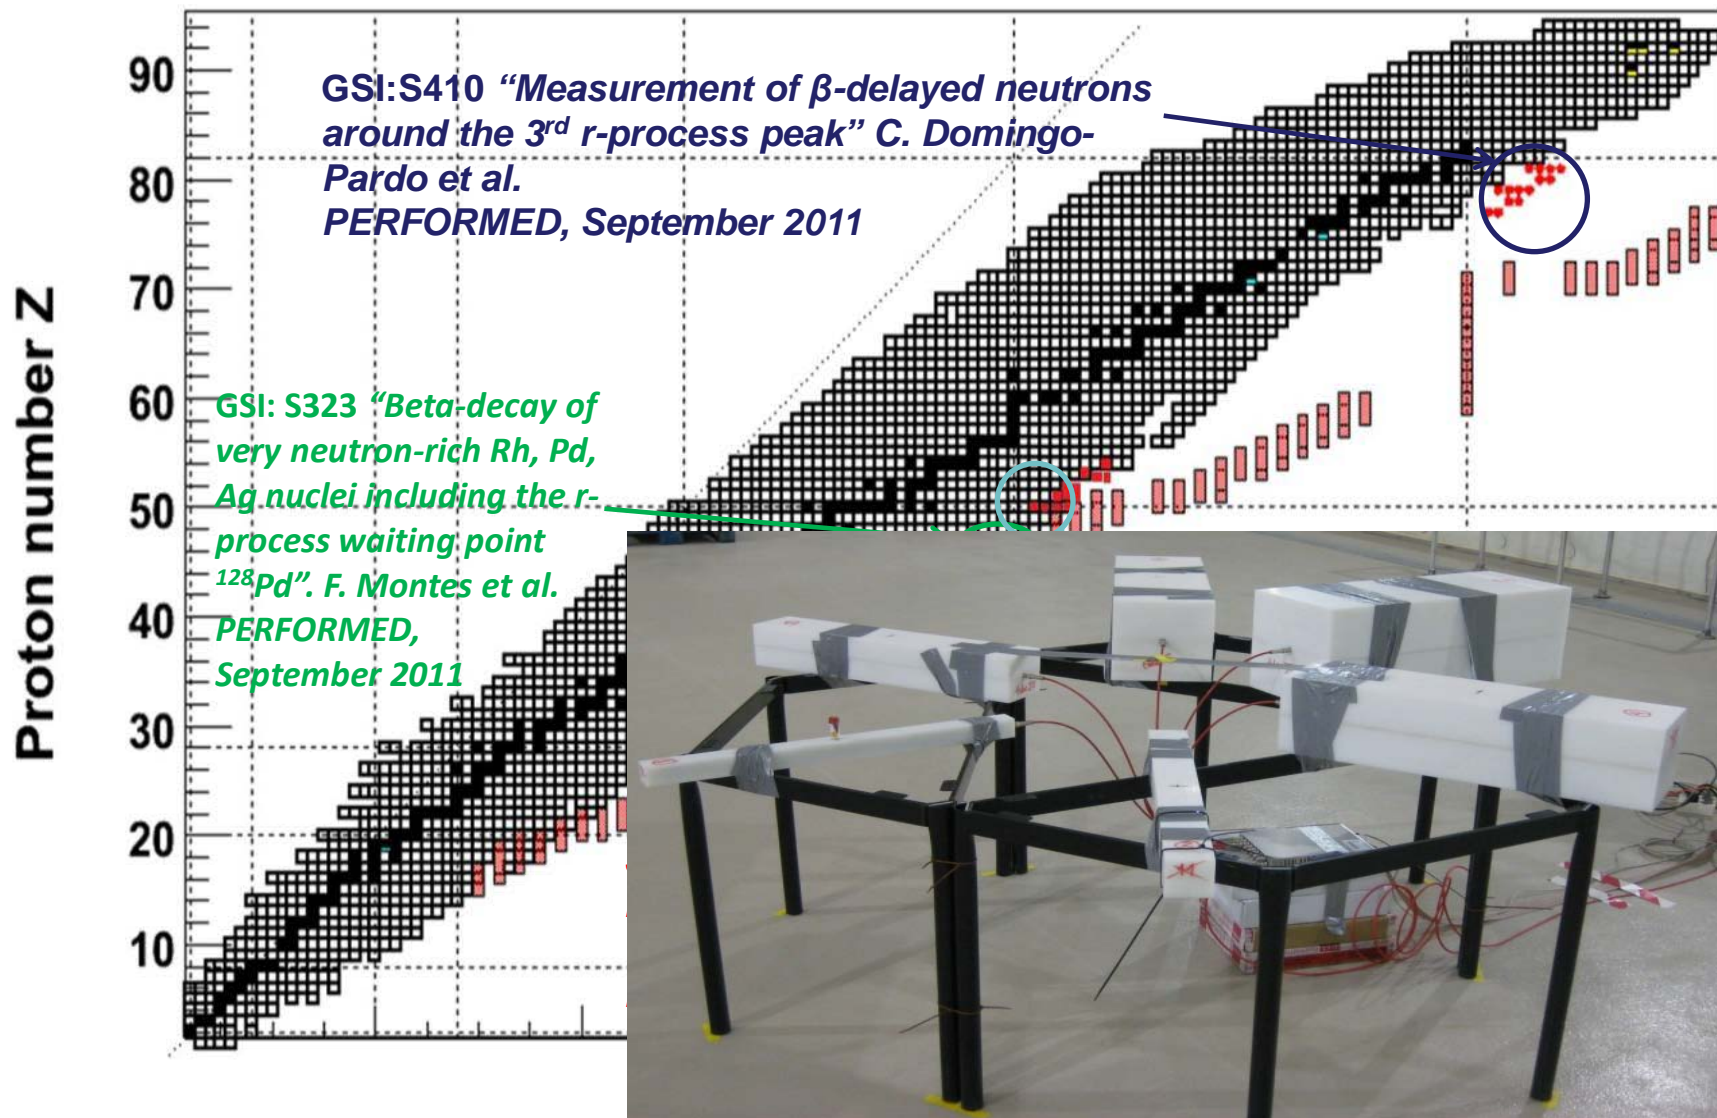 GSI:S410 “Measurement of β-delayed neutrons
around the 3rd r-process peak” C. Domingo-
Pardo et al.
PERFORMED, September 2011
GSI: S323 “Beta-decay of
very neutron-rich Rh, Pd,
Ag nuclei including the r-
process waiting point
128Pd”. F. Montes et al.
PERFORMED,
September 2011
Proton number Z
90
80
70
60
50
40
30
20
10